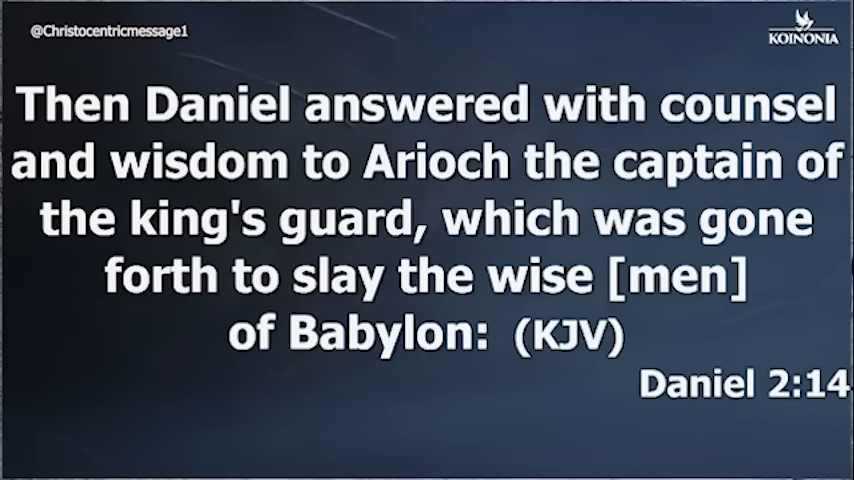 @Christocentricmessage1
KOINONIA
Then Daniel answered with counsel
and wisdom to Arioch the captain of
the king's guard, which was gone
forth to slay the wise [men]
of Babylon: (KJV)
Daniel 2:14